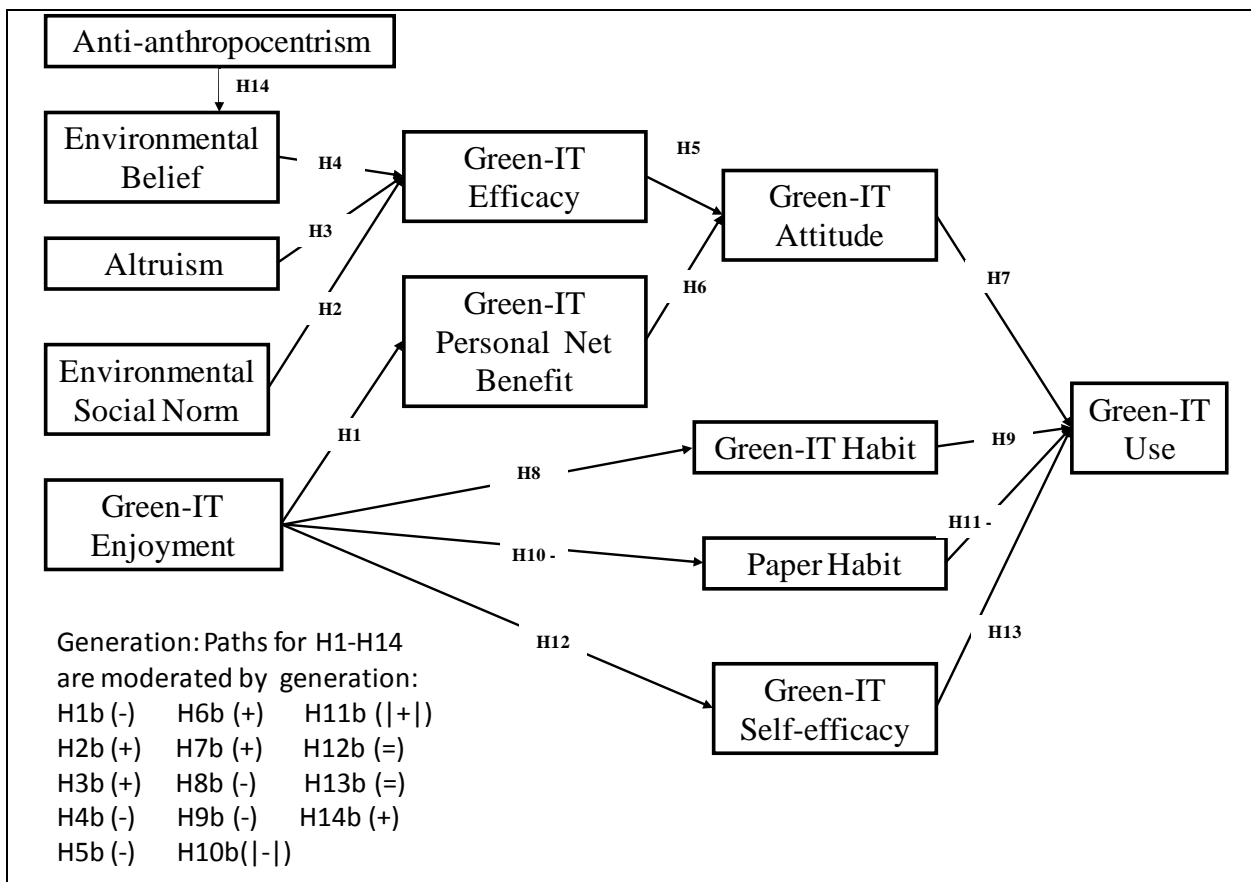 Anti-anthropocentrism
H14
Environmental
Belief
H4
Green-IT
Efficacy
H5
Green-IT
Attitude
H3
Altruism
H2
Green-IT
Personal Net
Benefit
H6
H7
Environmental
Social Norm
H1
Green-IT
Use
Green-IT Habit
H9
H8
Green-IT
Enjoyment
H10 -
Paper Habit
H11 -
H12
H13
Green-IT
Self-efficacy
Generation: Paths for H1-H14
are moderated by generation:
H1b (-) H6b (+) H11b (|+|)
H2b (+) H7b (+) H12b (=)
H3b (+) H8b (-) H13b (=)
H4b (-) H9b (-) H14b (+)
H5b (-) H10b(|-|)